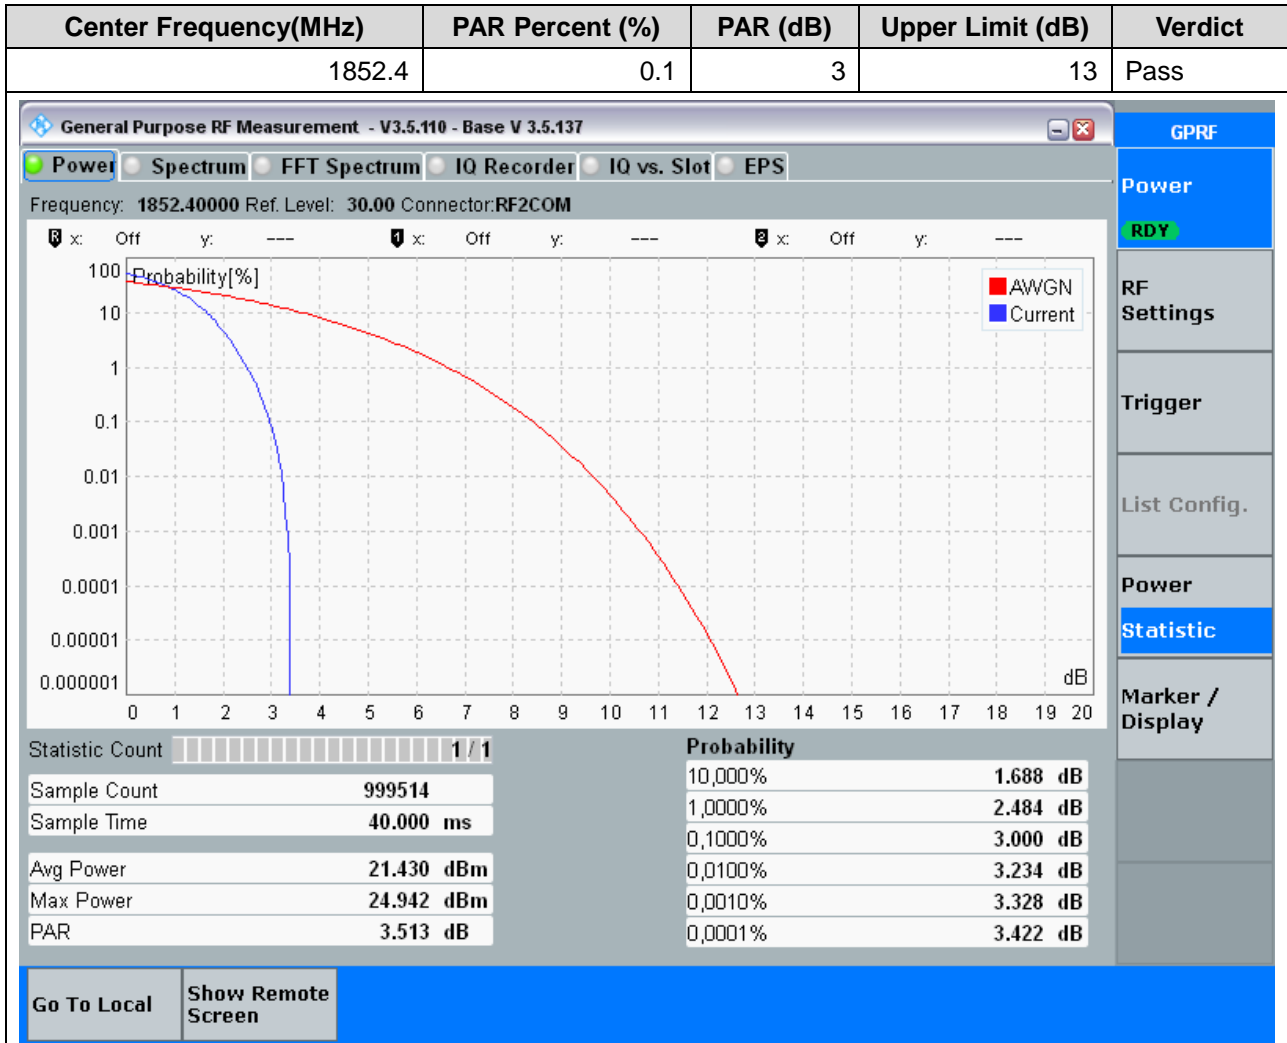 Center Frequency(MHz) PAR Percent (%) PAR (dB) Upper Limit (dB) Verdict
1852.4 0.1 3 13 Pass
General Purpose RF Measurement - V3.5.110 - Base V 3.5.137
GPRF
Power Spectrum FFT Spectrum IQ Recorder IQ vs. Slot EPS
Power
RDY
Frequency: 1852.40000 Ref. Level: 30.00 Connector:RF2COM
R x: Off y: --- 1 x: Off y: --- 2 x: Off y: ---
Probability[%]
AWGN
Current
100
10
1
0.1
0.01
0.001
0.0001
0.00001
0.000001
dB
0 1 2 3 4 5 6 7 8 9 10 11 12 13 14 15 16 17 18 19 20
RF
Settings
Trigger
List Config.
Power
Statistic
Marker /
Display
Statistic Count 1 / 1
Sample Count 999514
Sample Time 40.000 ms
Avg Power 21.430 dBm
Max Power 24.942 dBm
PAR 3.513 dB
Probability
10,000% 1.688 dB
1,0000% 2.484 dB
0,1000% 3.000 dB
0,0100% 3.234 dB
0,0010% 3.328 dB
0,0001% 3.422 dB
Go To Local
Show Remote
Screen